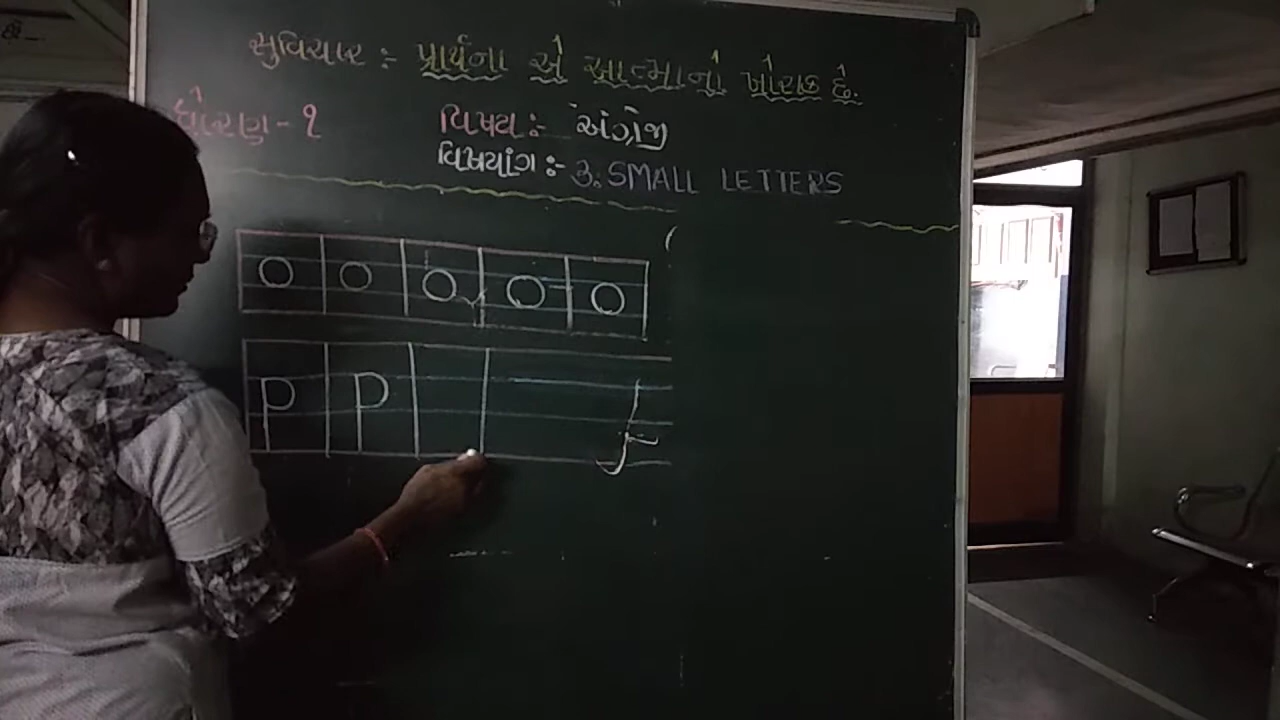 સુવિચાર :- પ્રાર્થના એ આત્માનો ખોરાક છે.
ધોરણ - ૧ વિષય :- અંગ્રેજી
વિષયાંગ :- ૩. SMALL LETTERS
o o o o o
p p